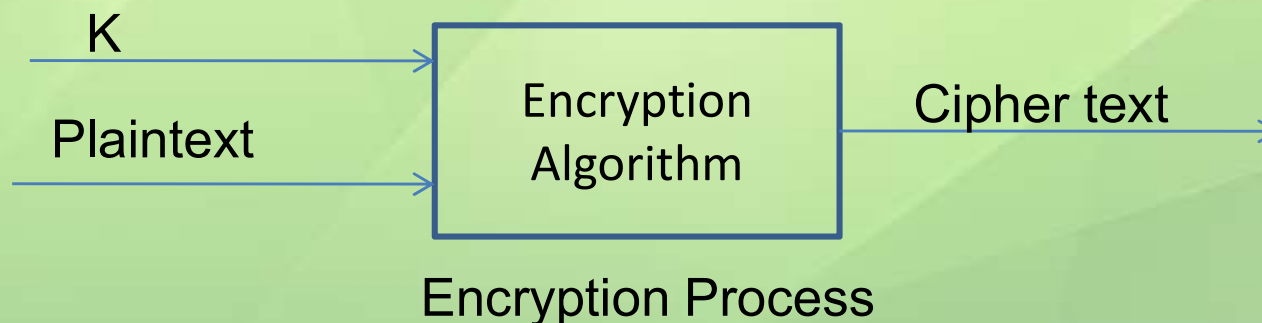 K
Plaintext
Encryption
Algorithm
Cipher text
Encryption Process